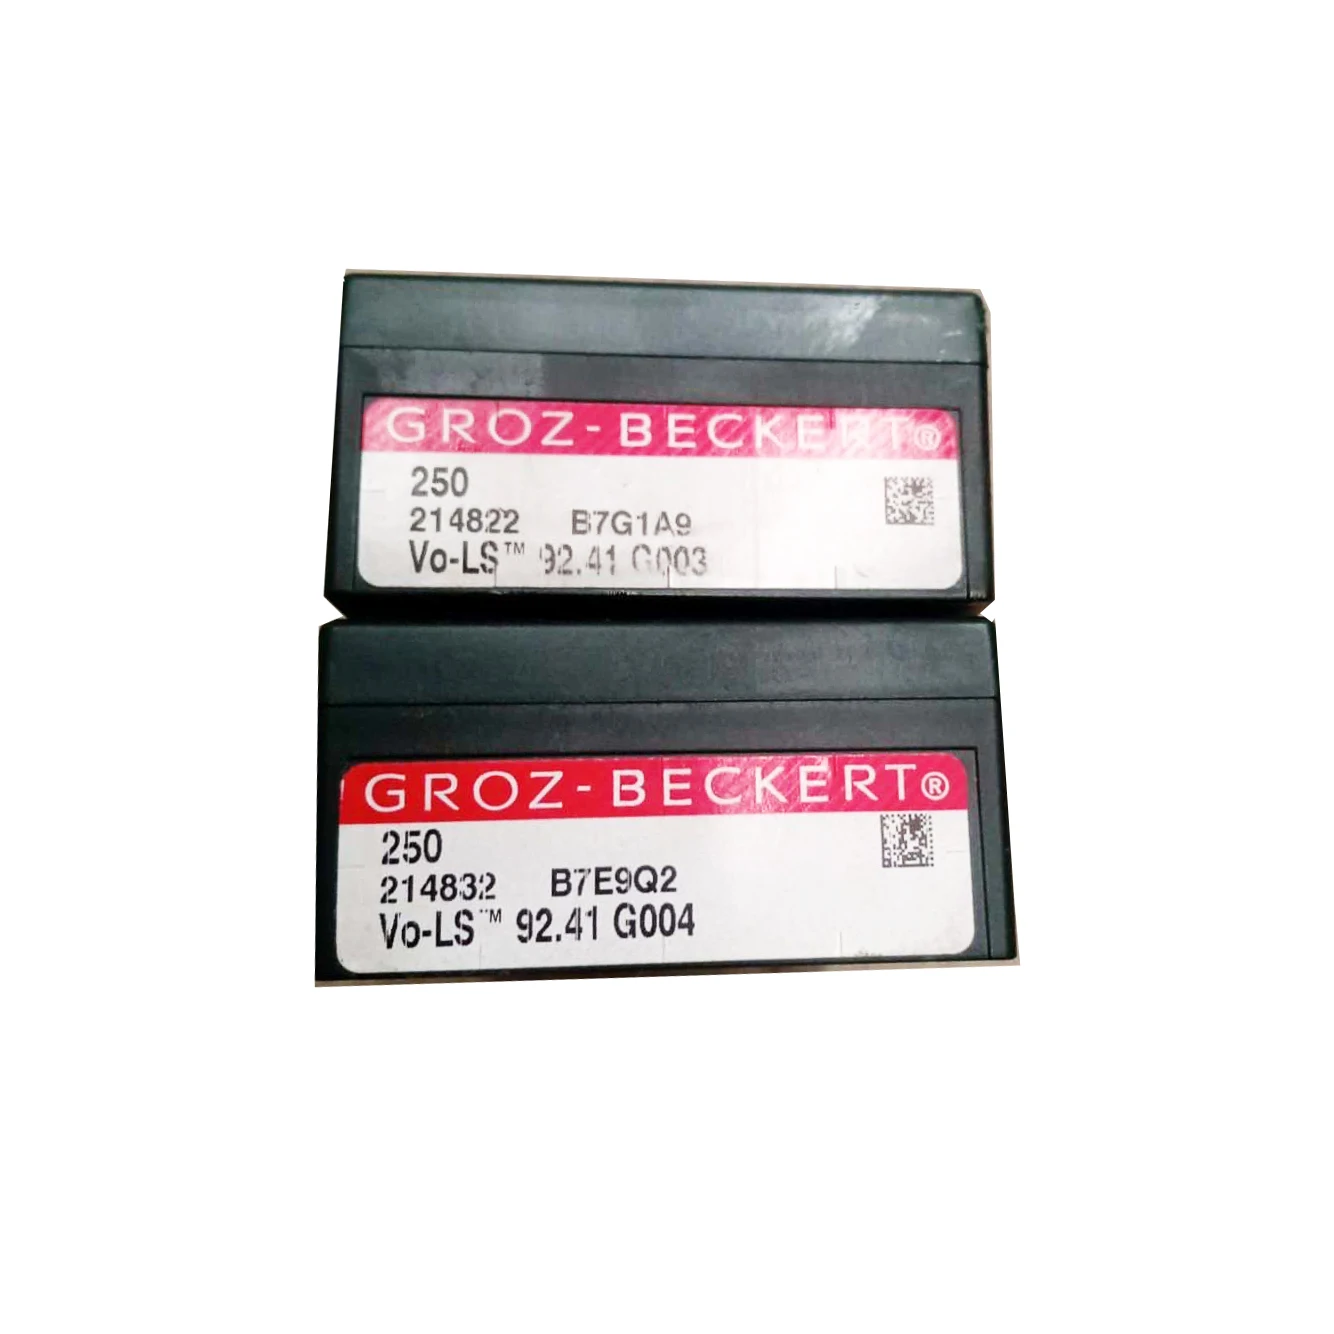 GROZ-BECKERT®
250
214822 B7G1A9
Vo-LS™ 92.41 G003
GROZ-BECKERT®
250
214832 B7E9Q2
Vo-LS™ 92.41 G004